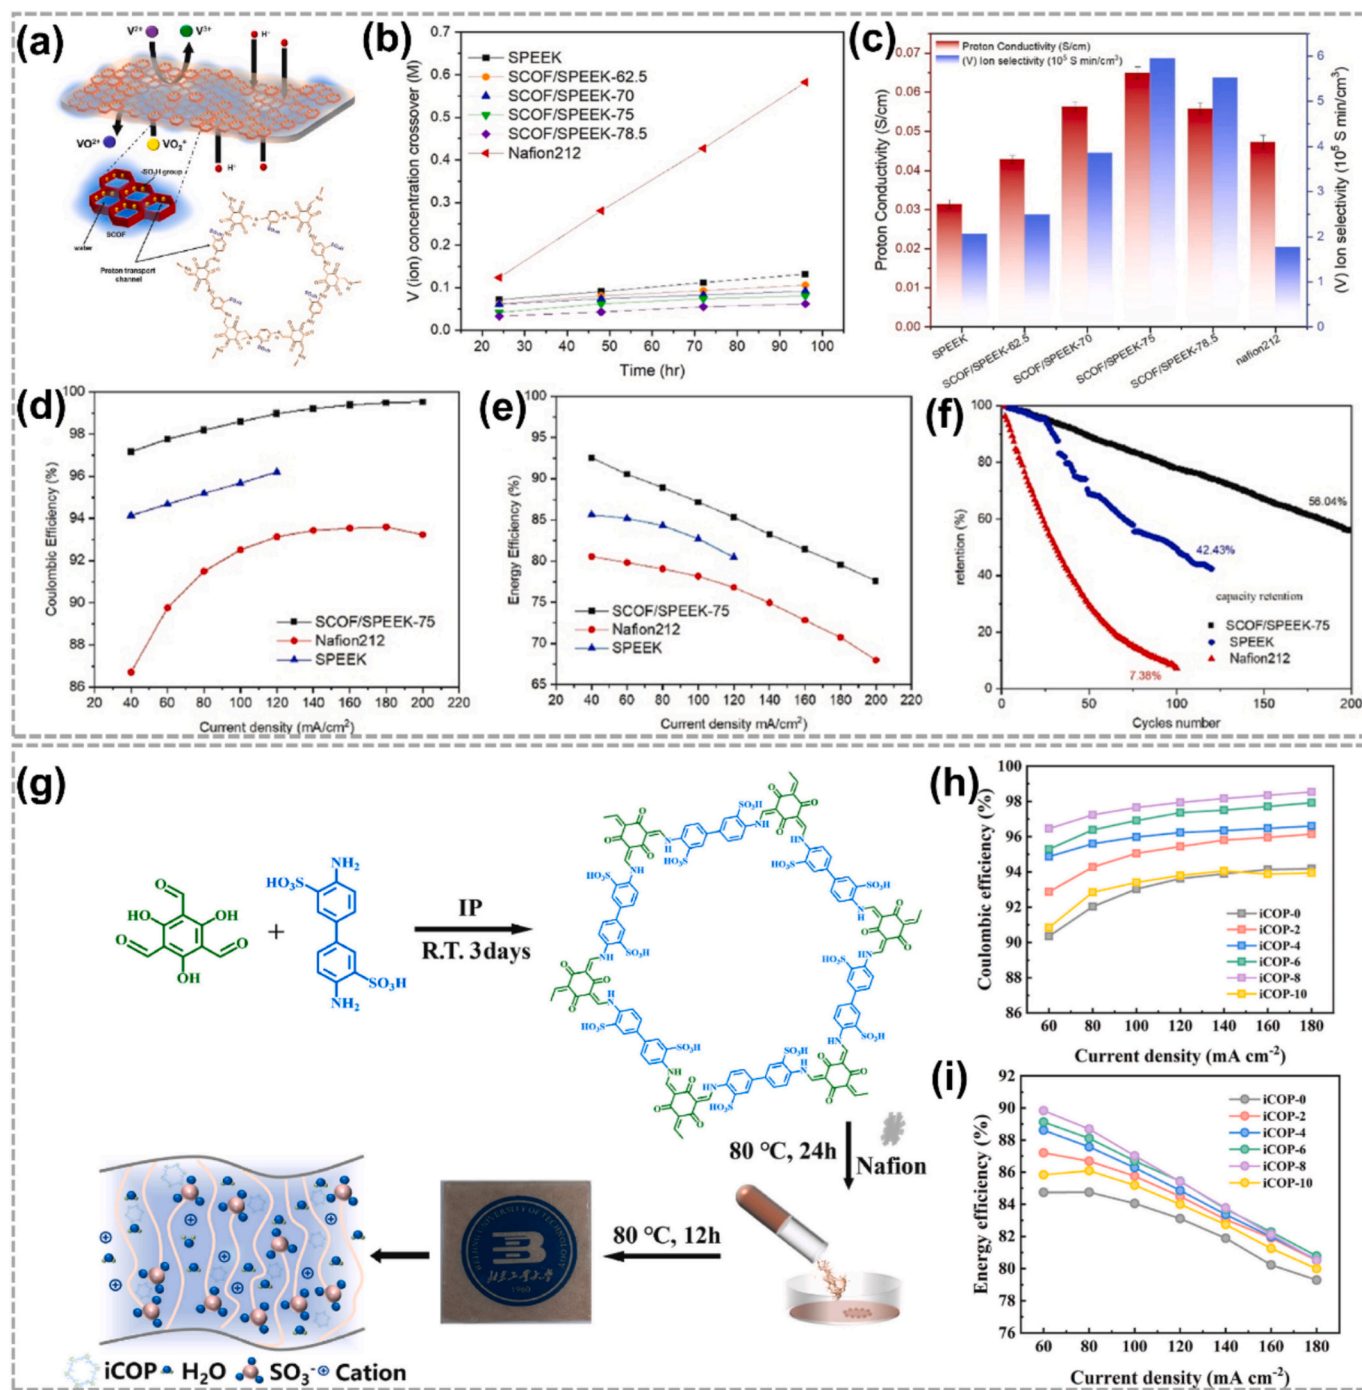 (a)
V²⁺
V³⁺
H⁺
VO²⁺
VO₂⁺
H⁺
-SO₃H group
water
SCOF
Proton transport
channel
(b)
V (ion) concentration crossover (M)
0.7
0.6
0.5
0.4
0.3
0.2
0.1
0.0
SPEEK
SCOF/SPEEK-62.5
SCOF/SPEEK-70
SCOF/SPEEK-75
SCOF/SPEEK-78.5
Nafion212
20 30 40 50 60 70 80 90 100
Time (hr)
(c)
Proton Conductivity (S/cm)
0.07
0.06
0.05
0.04
0.03
0.02
0.01
0.00
Proton Conductivity (S/cm)
(V) Ion selectivity (10⁵ S min/cm³)
6
5
4
3
2
1
0
(V) Ion selectivity (10⁵ S min/cm³)
SPEEK
SCOF/SPEEK-62.5
SCOF/SPEEK-70
SCOF/SPEEK-75
SCOF/SPEEK-78.5
nafion212
(d)
Coulombic Efficiency (%)
100
98
96
94
92
90
88
86
SCOF/SPEEK-75
Nafion212
SPEEK
20 40 60 80 100 120 140 160 180 200 220
Current density (mA/cm²)
(e)
Energy Efficiency (%)
100
95
90
85
80
75
70
65
SCOF/SPEEK-75
Nafion212
SPEEK
20 40 60 80 100 120 140 160 180 200 220
Current density mA/cm²
(f)
retention (%)
100
80
60
40
20
0
56.04%
42.43%
capacity retention
SCOF/SPEEK-75
SPEEK
Nafion212
7.38%
0 50 100 150 200
Cycles number
(g)
OH
HO
OH
+
NH₂
HO₃S
SO₃H
NH₂
IP
R.T. 3days
80 °C, 24h
Nafion
80 °C, 12h
BEIJING UNIVERSITY OF TECHNOLOGY
北京工业大学
1960
iCOP
H₂O
SO₃⁻
Cation
(h)
Coulombic efficiency (%)
100
98
96
94
92
90
88
86
iCOP-0
iCOP-2
iCOP-4
iCOP-6
iCOP-8
iCOP-10
60 80 100 120 140 160 180
Current density (mA cm⁻²)
(i)
Energy efficiency (%)
92
90
88
86
84
82
80
78
76
iCOP-0
iCOP-2
iCOP-4
iCOP-6
iCOP-8
iCOP-10
60 80 100 120 140 160 180
Current density (mA cm⁻²)